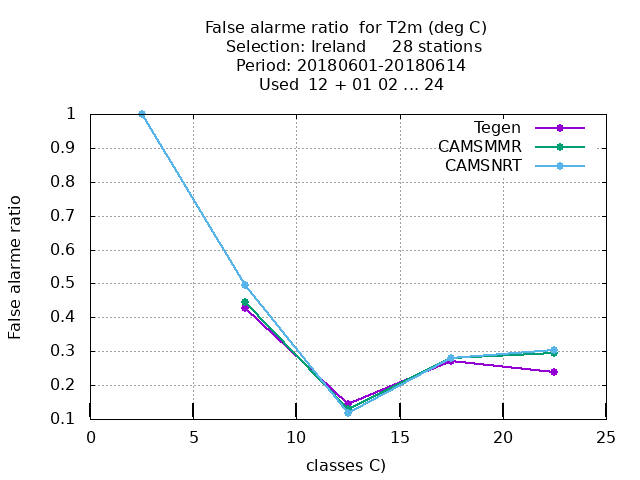 False alarme ratio  for T2m (deg C)
Selection: Ireland     28 stations
Period: 20180601-20180614
Used  12 + 01 02 ... 24
Tegen
CAMSMMR
CAMSNRT
False alarme ratio
1
0.9
0.8
0.7
0.6
0.5
0.4
0.3
0.2
0.1
0 5 10 15 20 25
classes C)